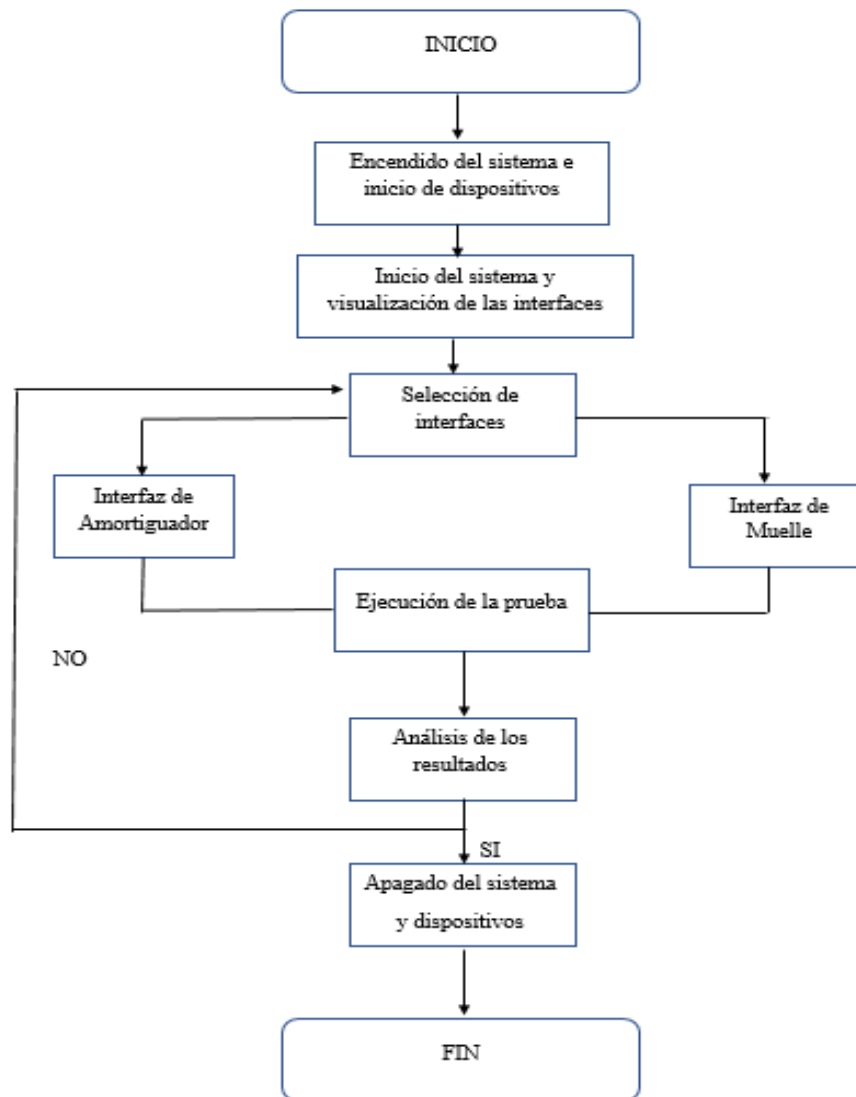 INICIO
Encendido del sistema e
inicio de dispositivos
Inicio del sistema y
visualización de las interfaces
Selección de
interfaces
Interfaz de
Amortiguador
Interfaz de
Muelle
Ejecución de la prueba
NO
Análisis de los
resultados
SI
Apagado del sistema
y dispositivos
FIN